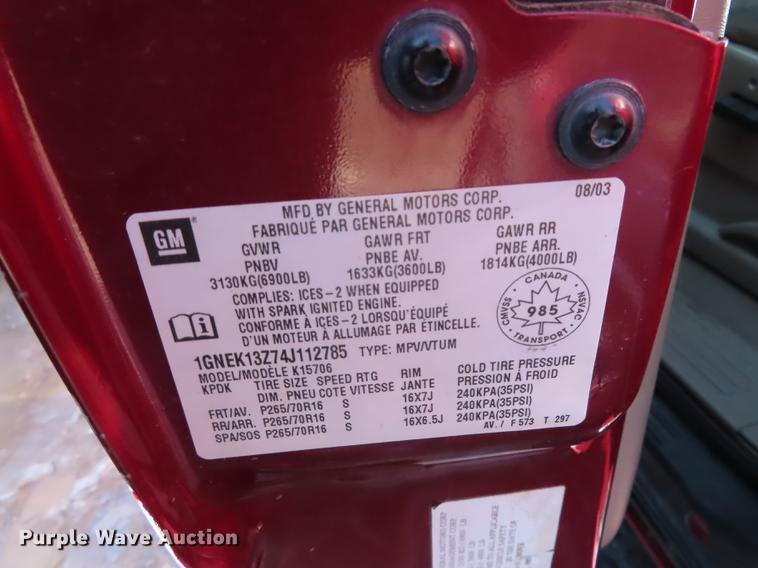 08/03
GM
MFD BY GENERAL MOTORS CORP.
FABRIQUÉ PAR GENERAL MOTORS CORP.
GVWR GAWR FRT GAWR RR
PNBV PNBE AV. PNBE ARR.
3130KG(6900LB) 1633KG(3600LB) 1814KG(4000LB)
COMPLIES: ICES-2 WHEN EQUIPPED
WITH SPARK IGNITED ENGINE.
CONFORME À ICES-2 LORSQU'ÉQUIPÉ
D'UN MOTEUR À ALLUMAGE PAR ÉTINCELLE.
CANADA
CMVSS 985 NSVAC
TRANSPORT
1GNEK13Z74J112785 TYPE: MPV/VTUM
MODEL/MODÈLE K15706
KPDK TIRE SIZE SPEED RTG RIM COLD TIRE PRESSURE
DIM. PNEU COTE VITESSE JANTE PRESSION À FROID
FRT/AV. P265/70R16 S 16X7J 240KPA(35PSI)
RR/ARR. P265/70R16 S 16X7J 240KPA(35PSI)
SPA/SOS P265/70R16 S 16X6.5J 240KPA(35PSI)
AV. / F 573 T 297
Purple Wave Auction